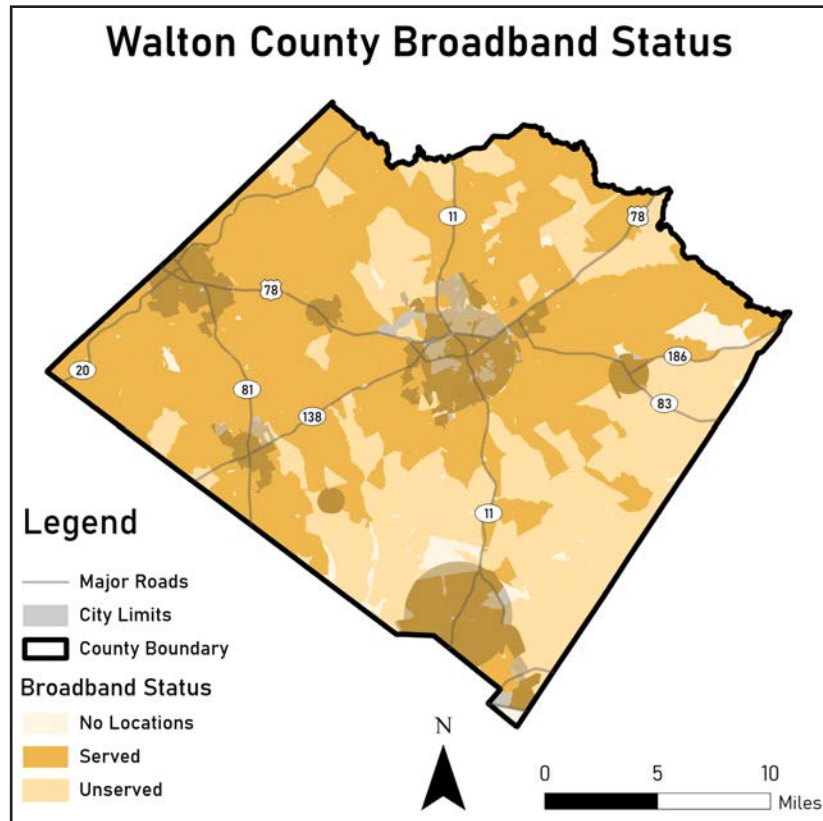 Walton County Broadband Status
11
78
78
186
20
81
83
138
11
Legend
Major Roads
City Limits
County Boundary
Broadband Status
No Locations
Served
Unserved
N
0 5 10
Miles